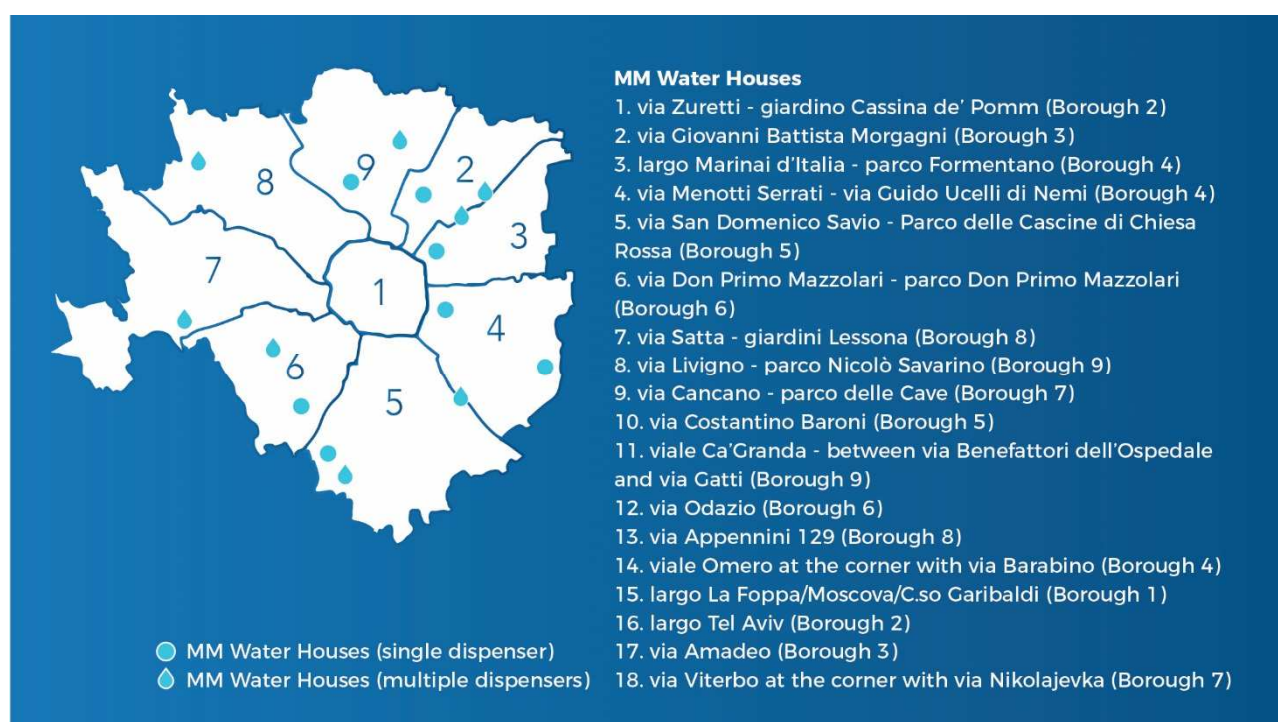 MM Water Houses
1. via Zuretti - giardino Cassina de' Pomm (Borough 2)
2. via Giovanni Battista Morgagni (Borough 3)
3. largo Marinai d'Italia - parco Formentano (Borough 4)
4. via Menotti Serrati - via Guido Ucelli di Nemi (Borough 4)
5. via San Domenico Savio - Parco delle Cascine di Chiesa
Rossa (Borough 5)
6. via Don Primo Mazzolari - parco Don Primo Mazzolari
(Borough 6)
7. via Satta - giardini Lessona (Borough 8)
8. via Livigno - parco Nicolò Savarino (Borough 9)
9. via Cancano - parco delle Cave (Borough 7)
10. via Costantino Baroni (Borough 5)
11. viale Ca'Granda - between via Benefattori dell'Ospedale
and via Gatti (Borough 9)
12. via Odazio (Borough 6)
13. via Appennini 129 (Borough 8)
14. viale Omero at the corner with via Barabino (Borough 4)
15. largo La Foppa/Moscova/C.so Garibaldi (Borough 1)
16. largo Tel Aviv (Borough 2)
17. via Amadeo (Borough 3)
18. via Viterbo at the corner with via Nikolajevka (Borough 7)
9
2
8
3
7
1
4
6
5
MM Water Houses (single dispenser)
MM Water Houses (multiple dispensers)